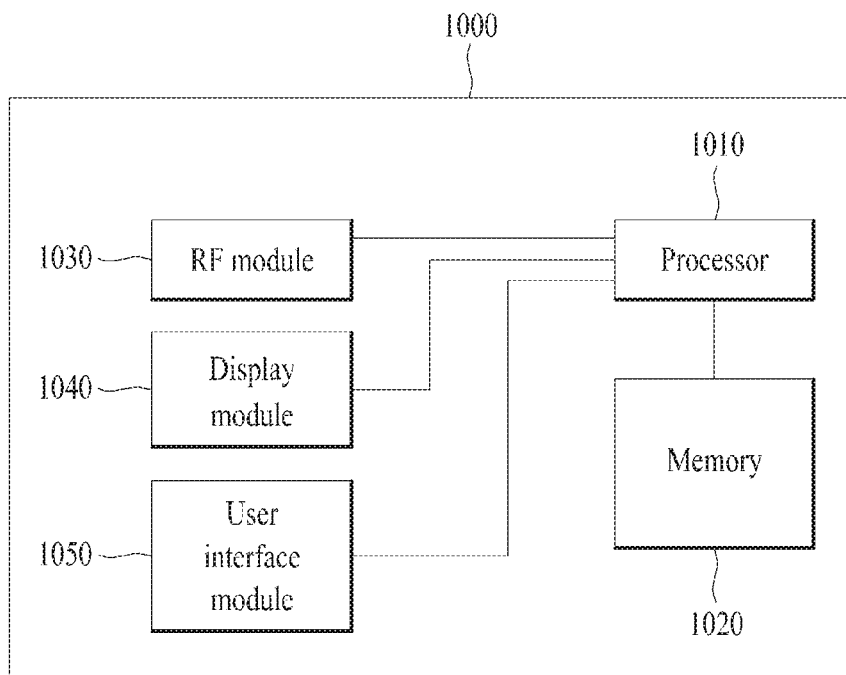 1000
1010
1030
RF module
Processor
1040
Display
module
Memory
1050
User
interface
module
1020